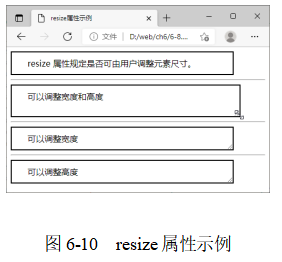 resize属性示例
文件 D:/web/ch6/6-8...
resize 属性规定是否可由用户调整元素尺寸。
可以调整宽度和高度
可以调整宽度
可以调整高度
图 6-10 resize 属性示例